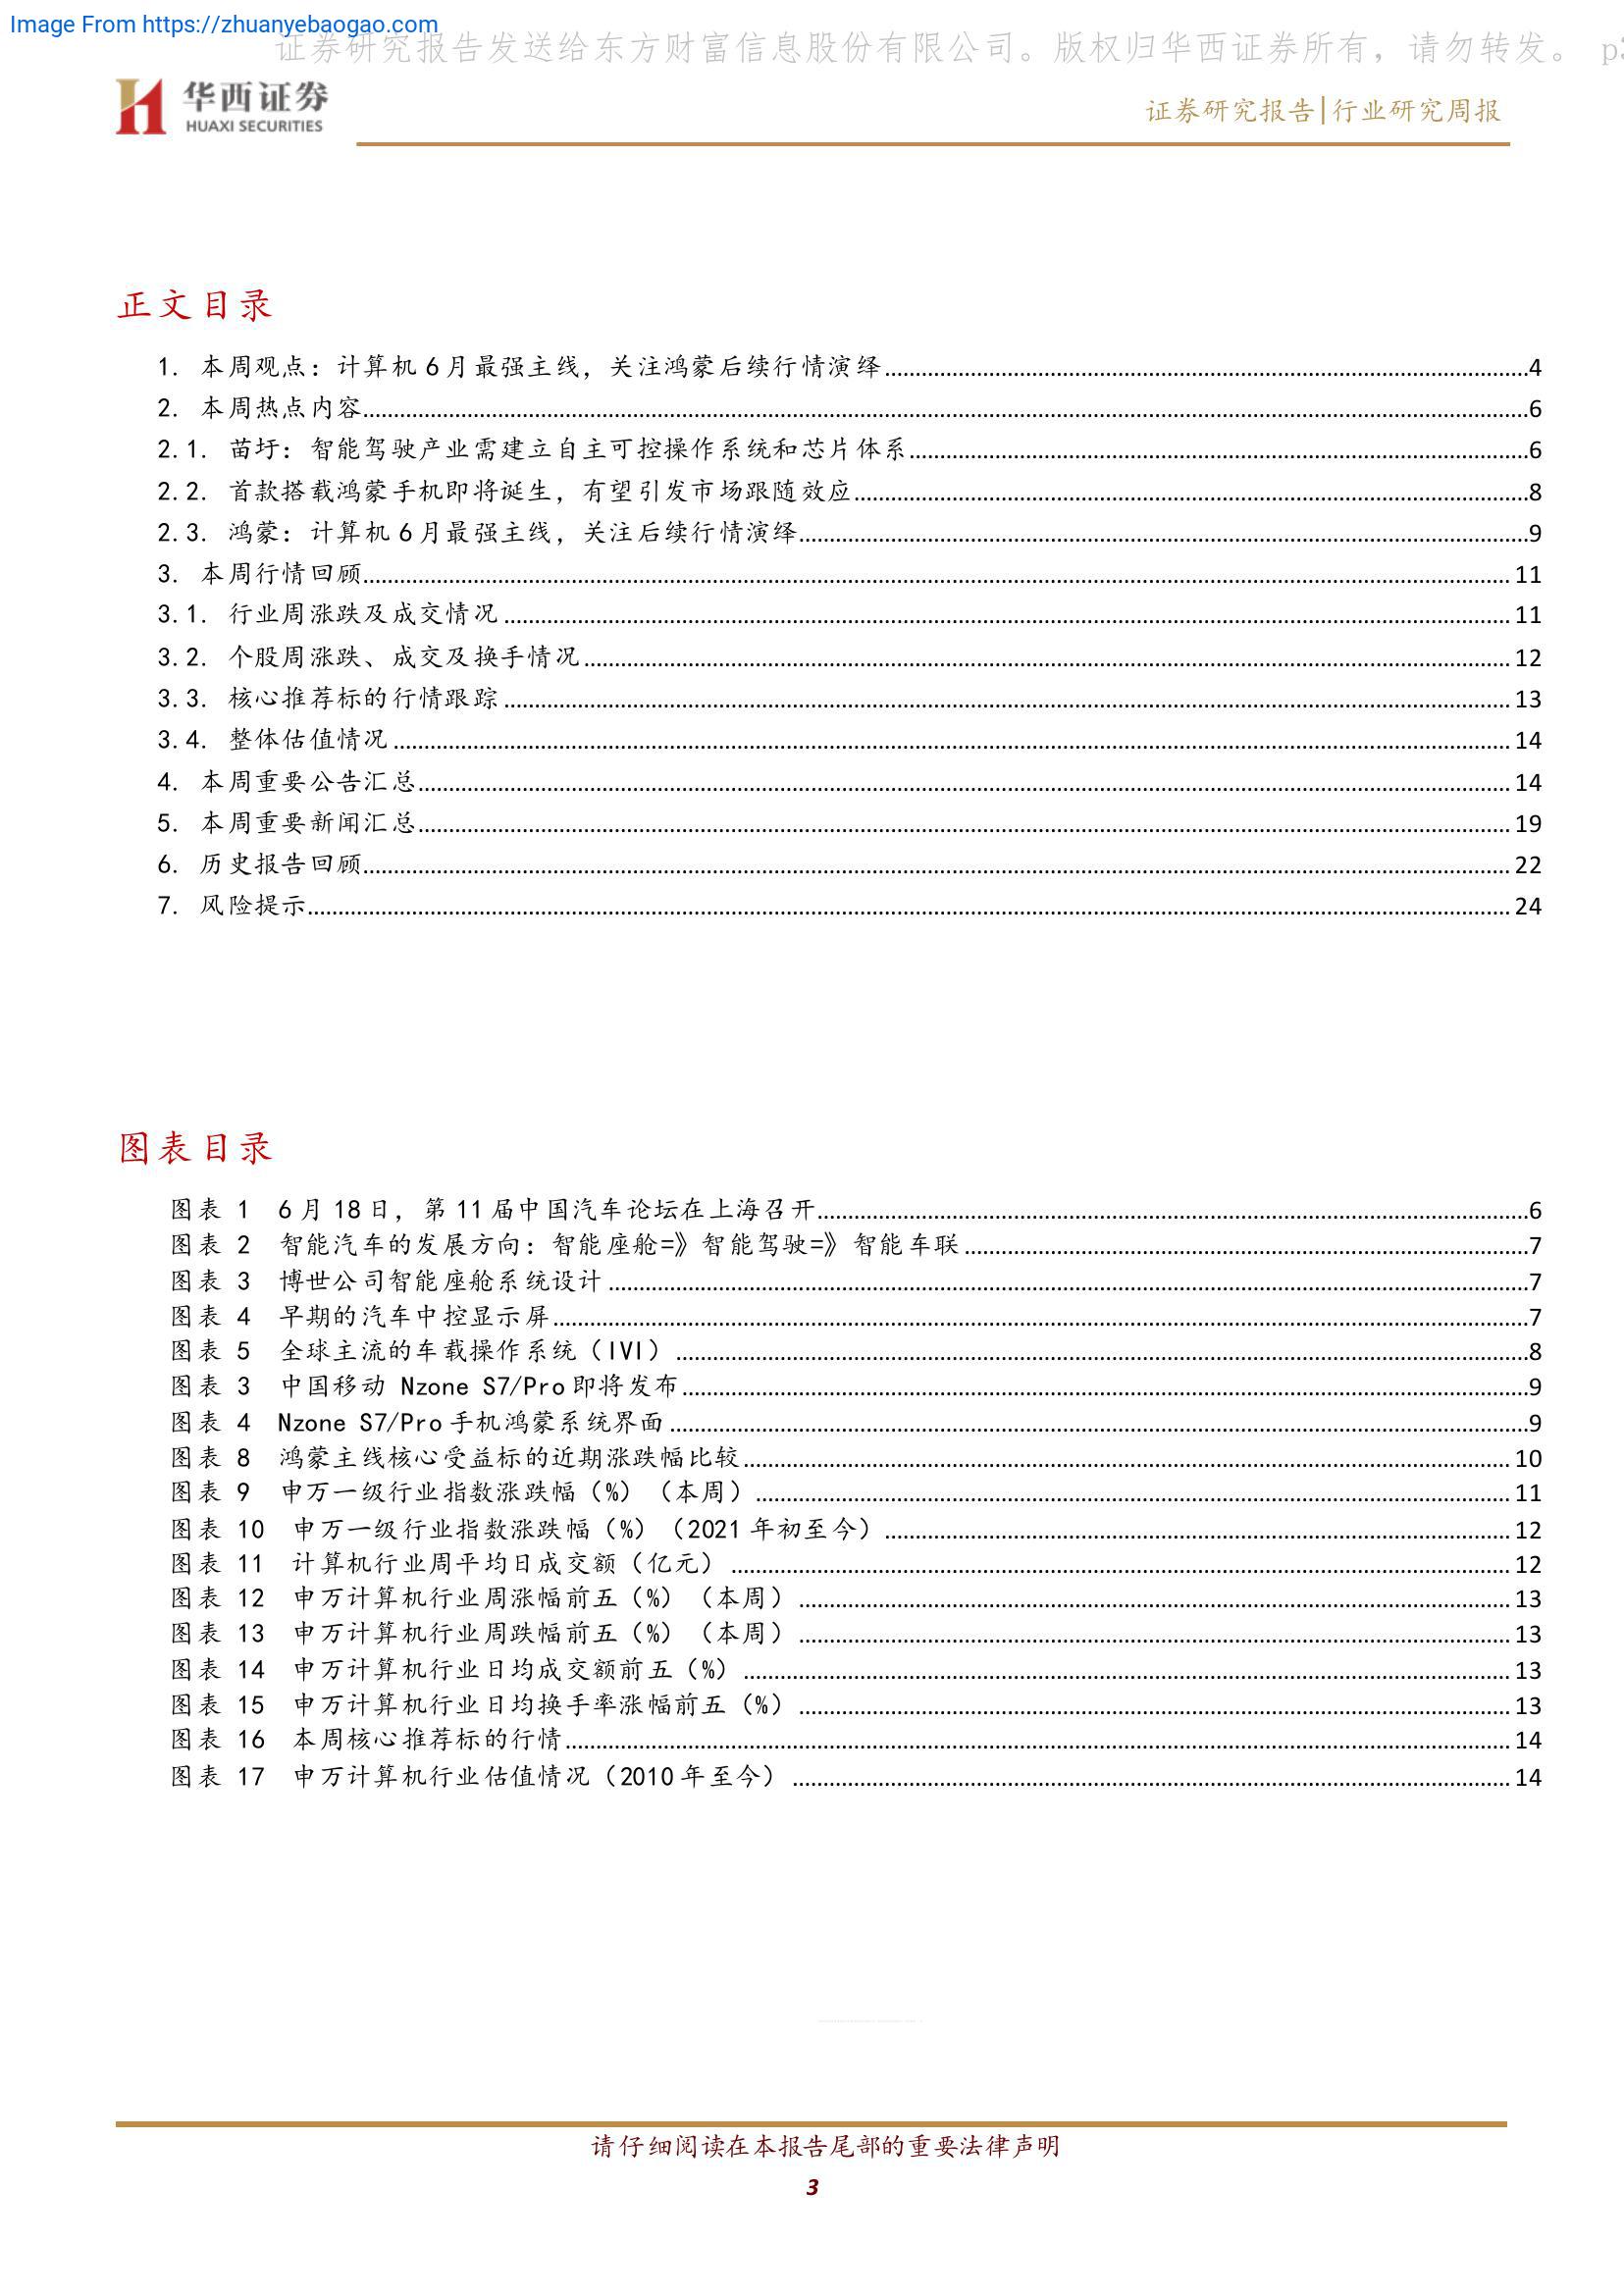 Image From https://zhuanyebaogao.com
证券研究报告发送给东方财富信息股份有限公司。版权归华西证券所有，请勿转发。 p3
华西证券
HUAXI SECURITIES
证券研究报告|行业研究周报
正文目录
1. 本周观点：计算机 6 月最强主线，关注鸿蒙后续行情演绎 4
2. 本周热点内容 6
2.1. 苗圩：智能驾驶产业需建立自主可控操作系统和芯片体系 6
2.2. 首款搭载鸿蒙手机即将诞生，有望引发市场跟随效应 8
2.3. 鸿蒙：计算机 6 月最强主线，关注后续行情演绎 9
3. 本周行情回顾 11
3.1. 行业周涨跌及成交情况 11
3.2. 个股周涨跌、成交及换手情况 12
3.3. 核心推荐标的行情跟踪 13
3.4. 整体估值情况 14
4. 本周重要公告汇总 14
5. 本周重要新闻汇总 19
6. 历史报告回顾 22
7. 风险提示 24
图表目录
图表 1 6 月 18 日，第 11 届中国汽车论坛在上海召开 6
图表 2 智能汽车的发展方向：智能座舱=》智能驾驶=》智能车联 7
图表 3 博世公司智能座舱系统设计 7
图表 4 早期的汽车中控显示屏 7
图表 5 全球主流的车载操作系统（IVI） 8
图表 3 中国移动 Nzone S7/Pro 即将发布 9
图表 4 Nzone S7/Pro 手机鸿蒙系统界面 9
图表 8 鸿蒙主线核心受益标的近期涨跌幅比较 10
图表 9 申万一级行业指数涨跌幅（%）（本周） 11
图表 10 申万一级行业指数涨跌幅（%）（2021 年初至今） 12
图表 11 计算机行业周平均日成交额（亿元） 12
图表 12 申万计算机行业周涨幅前五（%）（本周） 13
图表 13 申万计算机行业周跌幅前五（%）（本周） 13
图表 14 申万计算机行业日均成交额前五（%） 13
图表 15 申万计算机行业日均换手率涨幅前五（%） 13
图表 16 本周核心推荐标的行情 14
图表 17 申万计算机行业估值情况（2010 年至今） 14
请仔细阅读在本报告尾部的重要法律声明
3